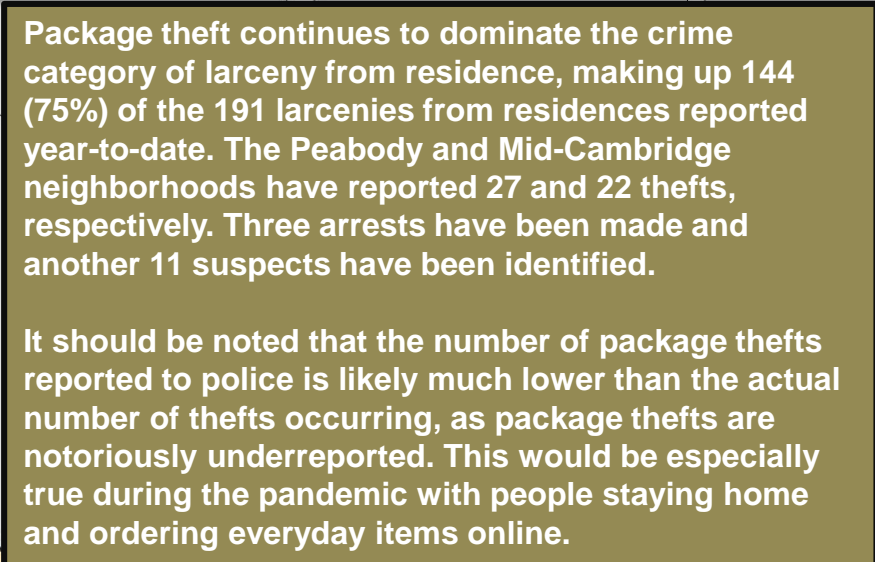 Package theft continues to dominate the crime
category of larceny from residence, making up 144
(75%) of the 191 larcenies from residences reported
year-to-date. The Peabody and Mid-Cambridge
neighborhoods have reported 27 and 22 thefts,
respectively. Three arrests have been made and
another 11 suspects have been identified.
It should be noted that the number of package thefts
reported to police is likely much lower than the actual
number of thefts occurring, as package thefts are
notoriously underreported. This would be especially
true during the pandemic with people staying home
and ordering everyday items online.